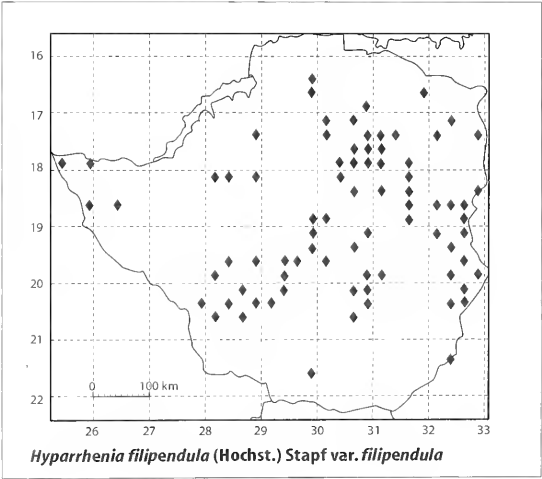 16
17
18
19
20
21
22
0 100 km
26 27 28 29 30 31 32 33
Hyparrhenia filipendula (Hochst.) Stapf var. filipendula